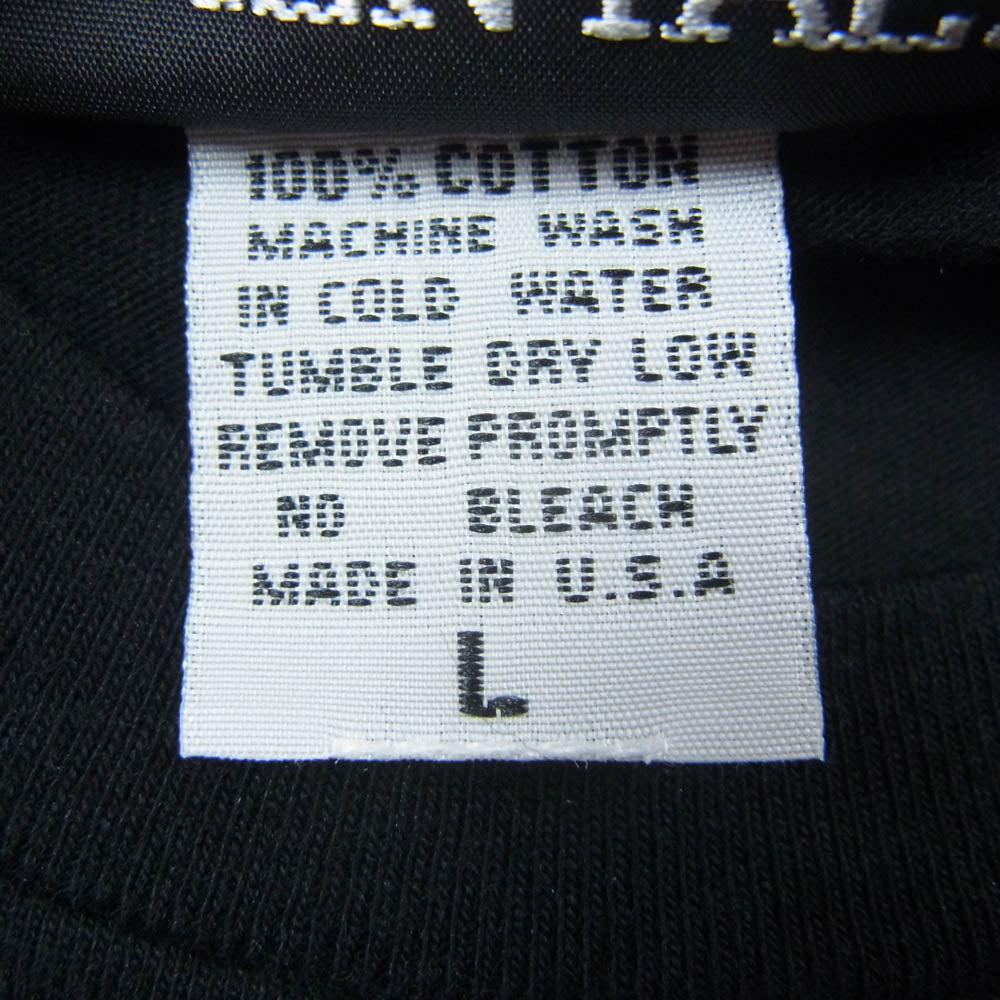 100% COTTON
MACHINE WASH
IN COLD WATER
TUMBLE DRY LOW
REMOVE PROMPTLY
NO BLEACH
MADE IN U.S.A
L